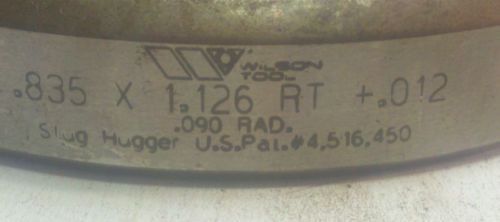 WILSON
TOOL
.835 X 1.126 RT +.012
.090 RAD.
Slug Hugger U.S.Pat.#4,516,450